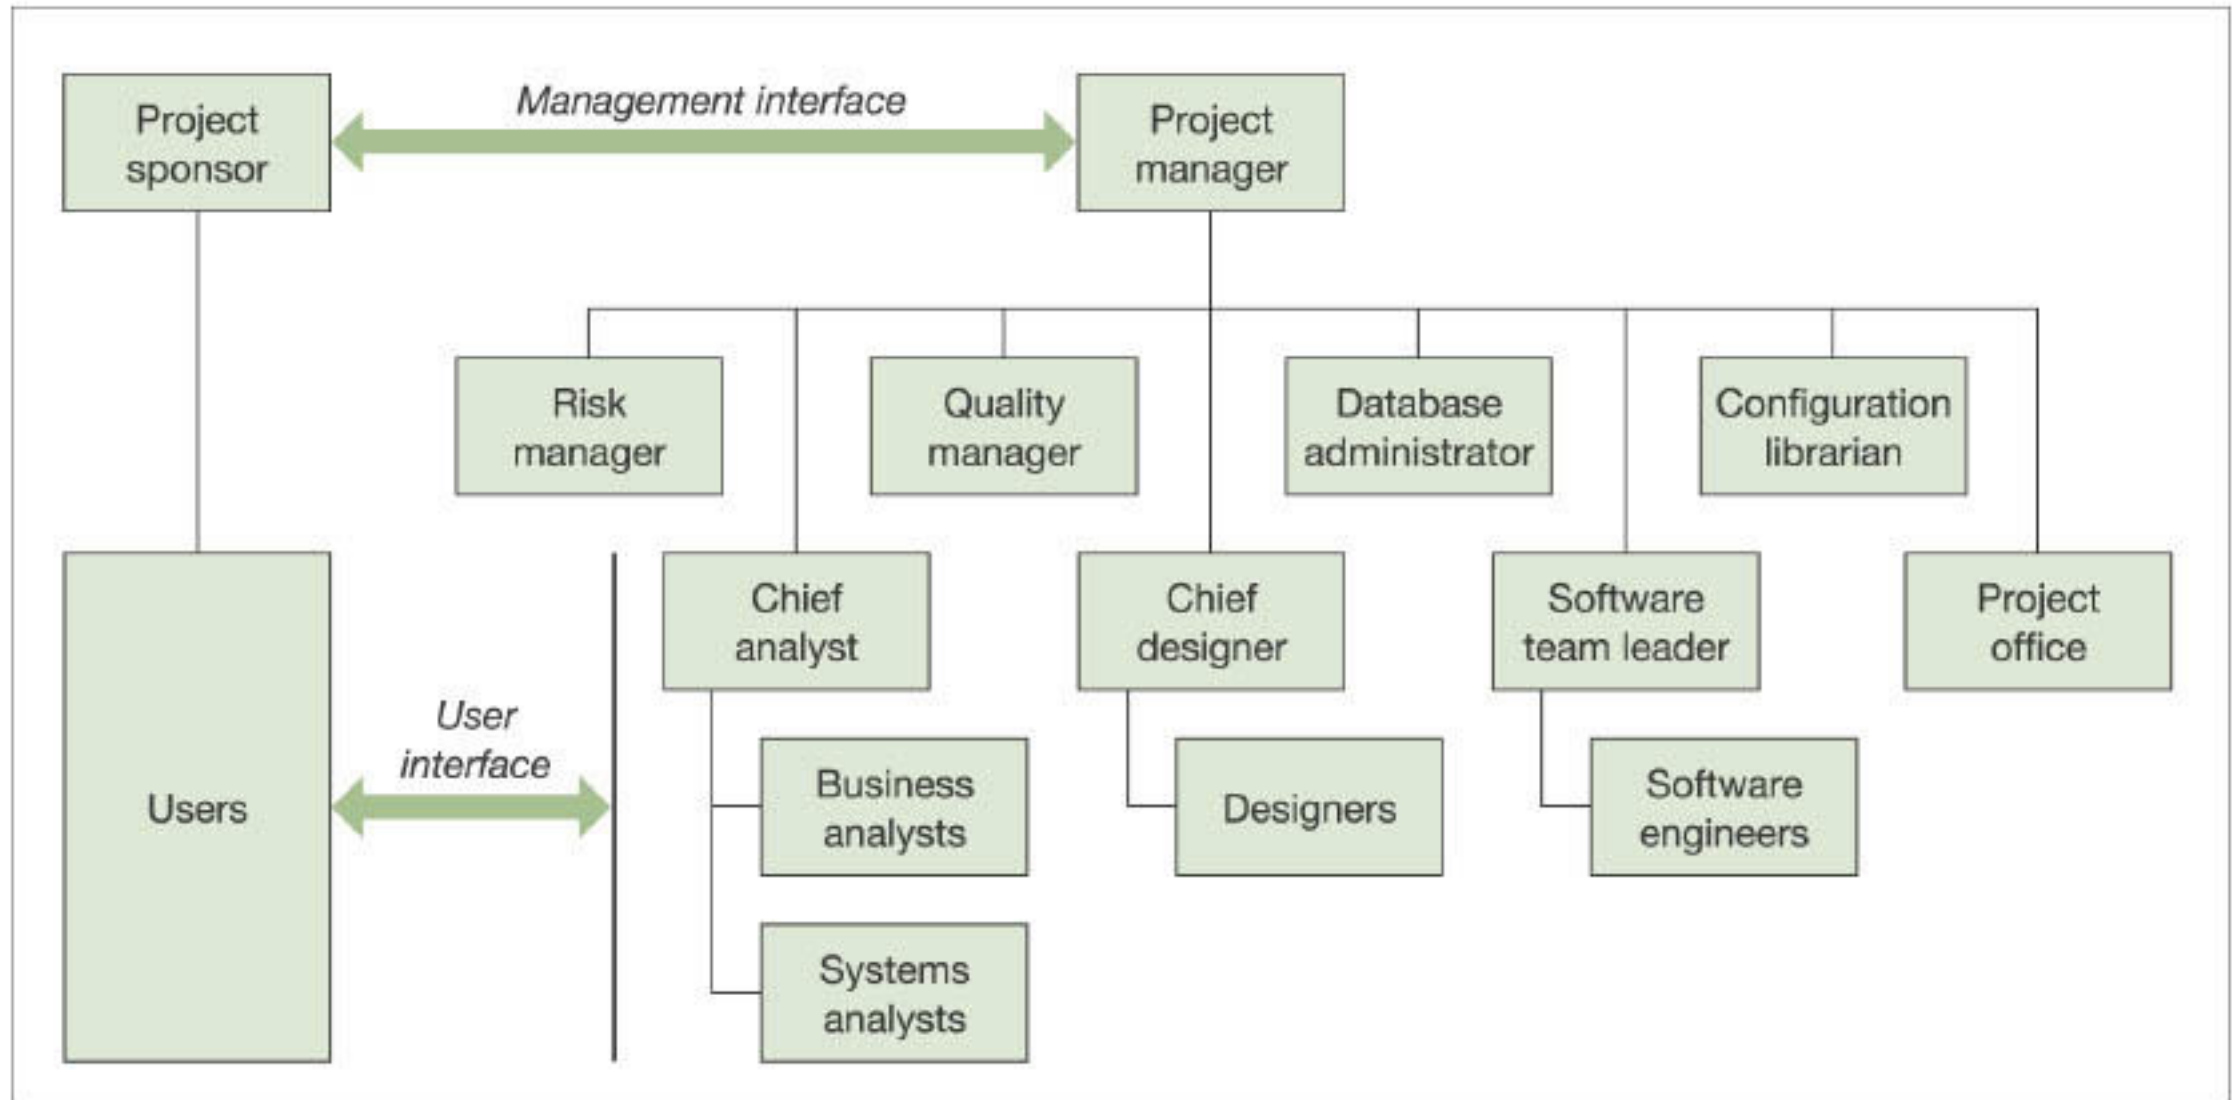 Project
sponsor
Management interface
Project
manager
Risk
manager
Quality
manager
Database
administrator
Configuration
librarian
Users
User
interface
Chief
analyst
Chief
designer
Software
team leader
Project
office
Business
analysts
Designers
Software
engineers
Systems
analysts